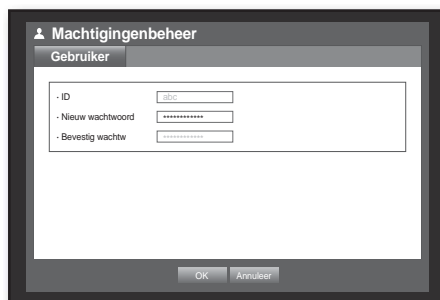 Machtigingenbeheer
Gebruiker
· ID abc
· Nieuw wachtwoord ************
· Bevestig wachtw ************
OK Annuleer